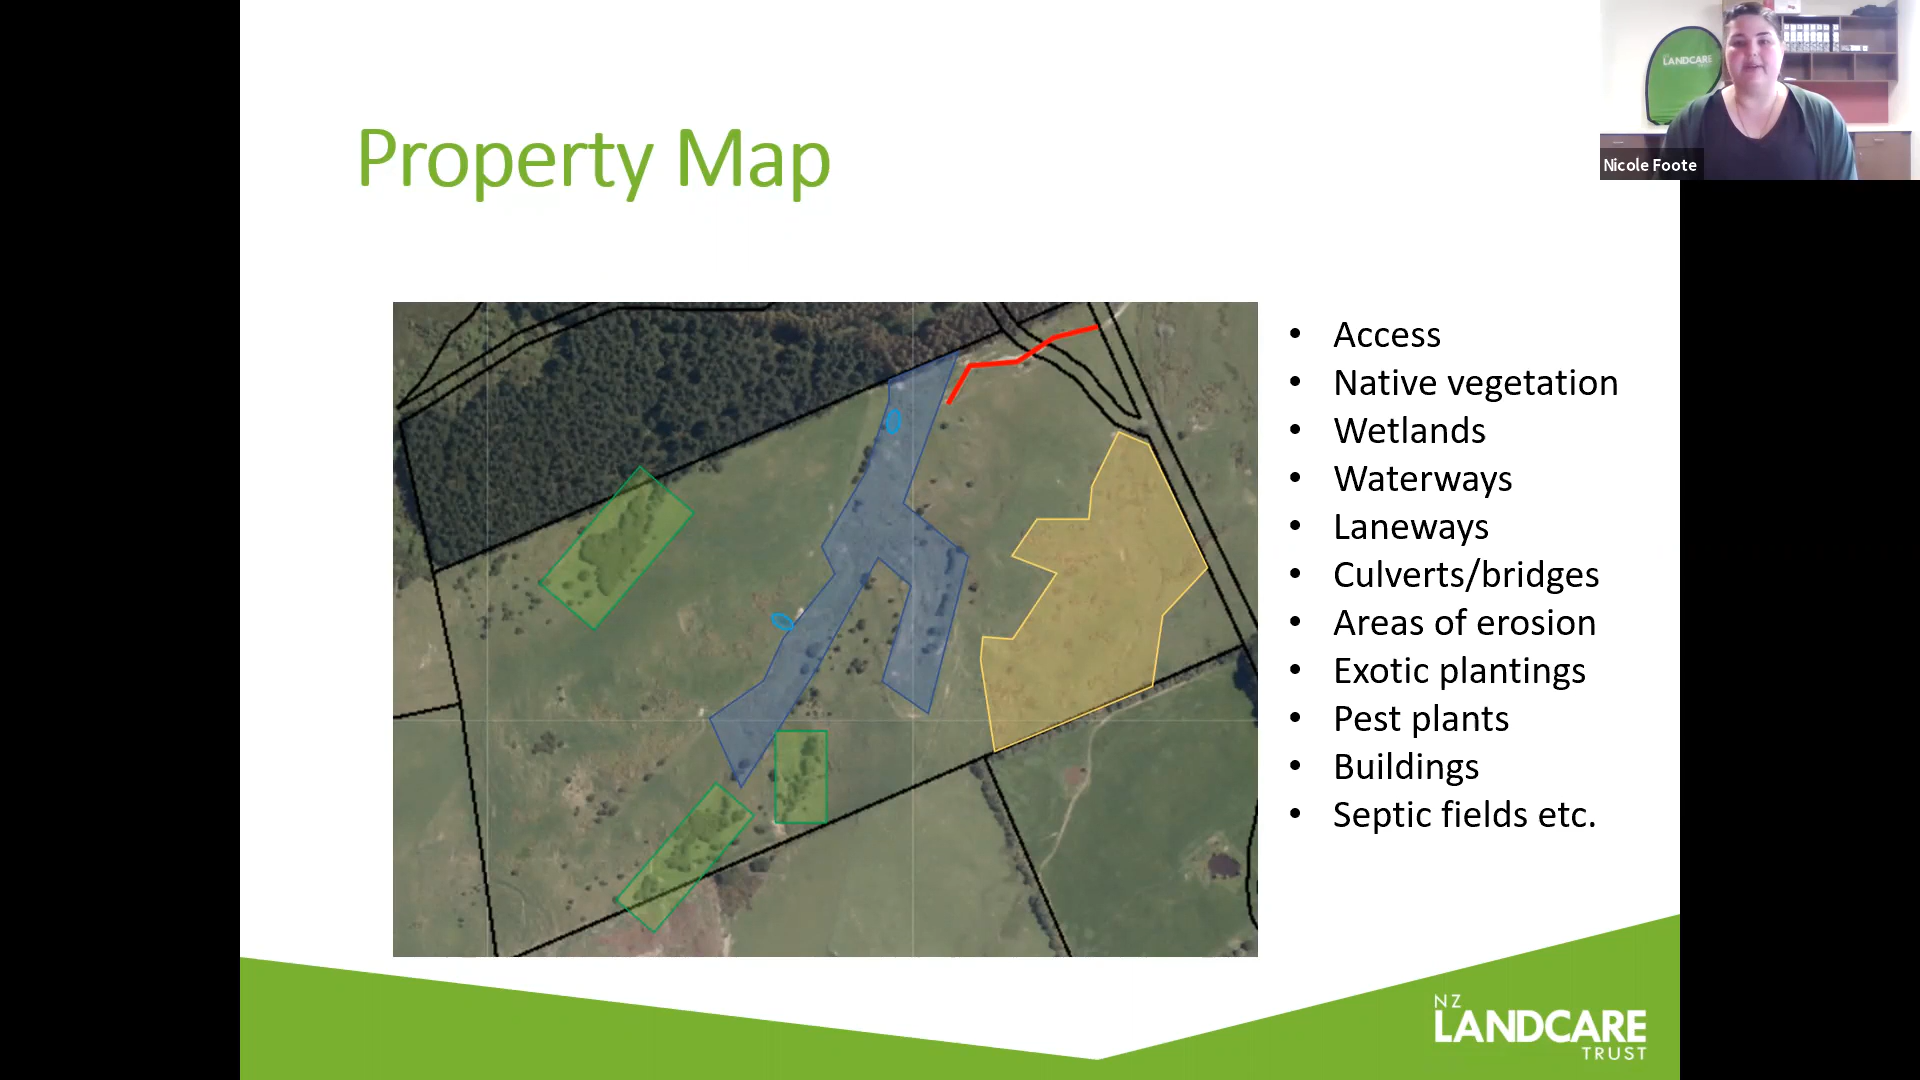 LANDCARE
Nicole Foote
Property Map
• Access
• Native vegetation
• Wetlands
• Waterways
• Laneways
• Culverts/bridges
• Areas of erosion
• Exotic plantings
• Pest plants
• Buildings
• Septic fields etc.
NZ
LANDCARE
TRUST